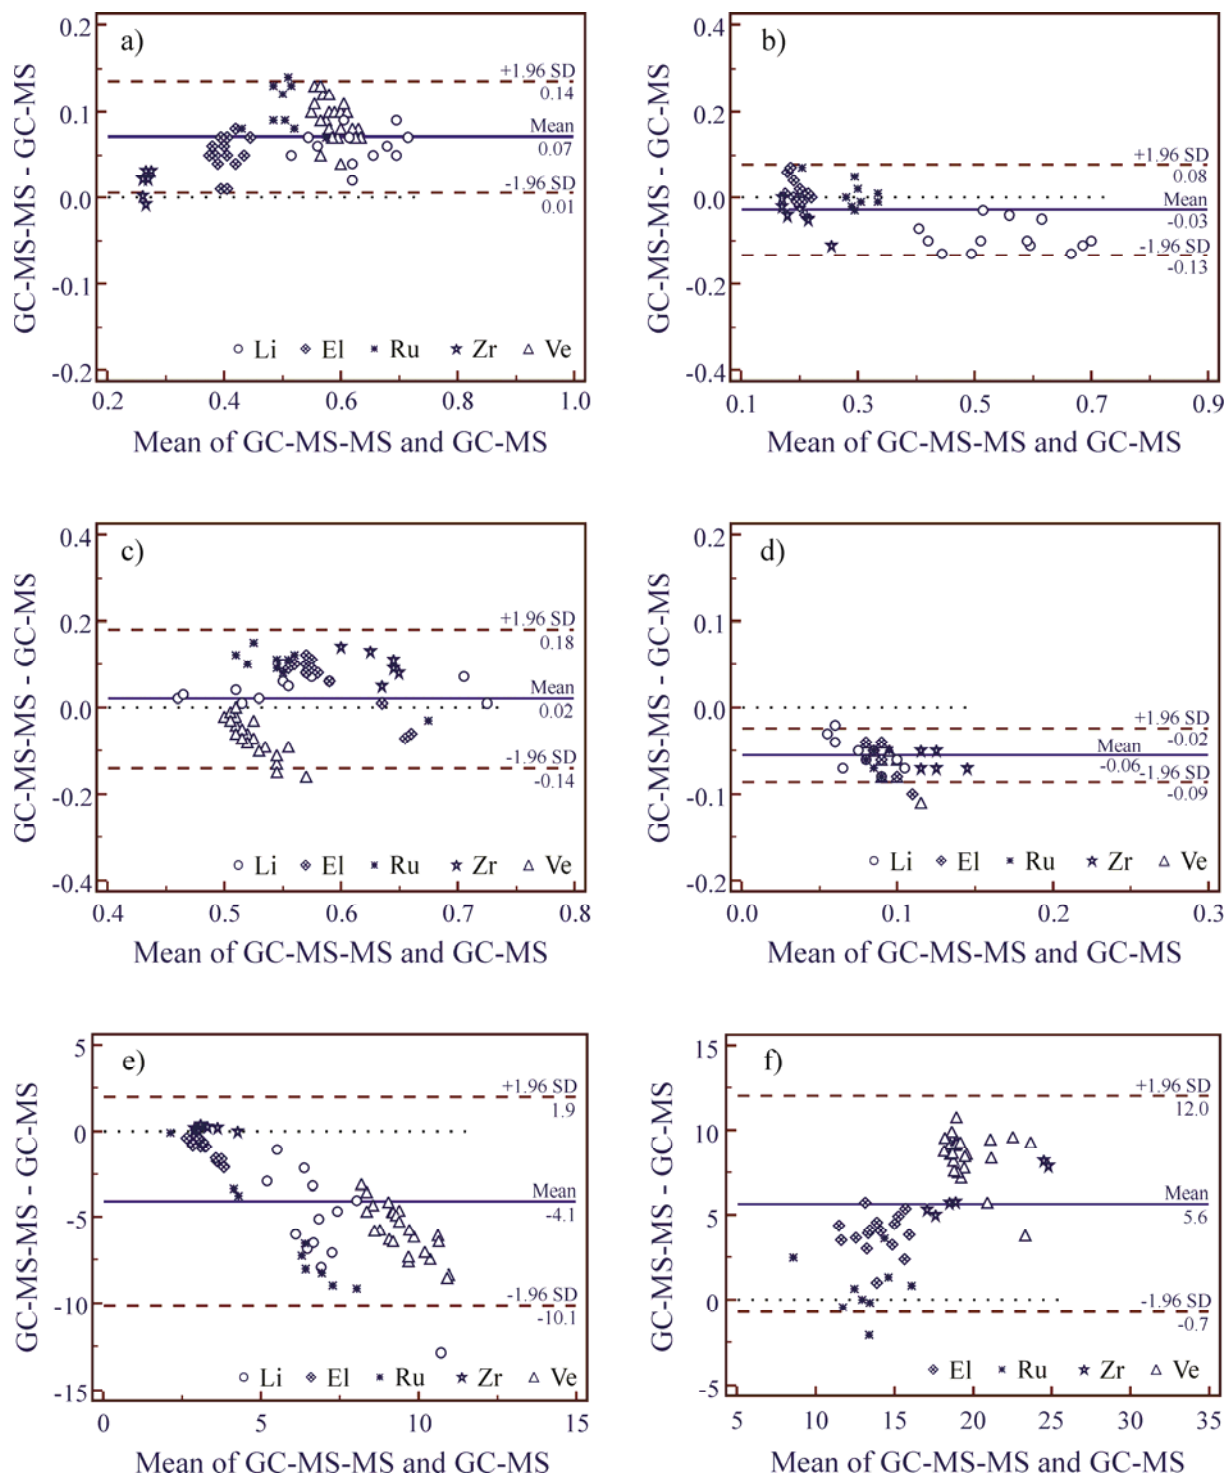 a)
GC-MS-MS - GC-MS
0.2
0.1
0.0
-0.1
-0.2
+1.96 SD
0.14
Mean
0.07
-1.96 SD
0.01
Li El Ru Zr Ve
0.2 0.4 0.6 0.8 1.0
Mean of GC-MS-MS and GC-MS
b)
GC-MS-MS - GC-MS
0.4
0.2
0.0
-0.2
-0.4
+1.96 SD
0.08
Mean
-0.03
-1.96 SD
-0.13
0.1 0.3 0.5 0.7 0.9
Mean of GC-MS-MS and GC-MS
c)
GC-MS-MS - GC-MS
0.4
0.2
0.0
-0.2
-0.4
+1.96 SD
0.18
Mean
0.02
-1.96 SD
-0.14
Li El Ru Zr Ve
0.4 0.5 0.6 0.7 0.8
Mean of GC-MS-MS and GC-MS
d)
GC-MS-MS - GC-MS
0.2
0.1
0.0
-0.1
-0.2
+1.96 SD
-0.02
Mean
-0.06
-1.96 SD
-0.09
Li El Ru Zr Ve
0.0 0.1 0.2 0.3
Mean of GC-MS-MS and GC-MS
e)
GC-MS-MS - GC-MS
5
0
-5
-10
-15
+1.96 SD
1.9
Mean
-4.1
-1.96 SD
-10.1
Li El Ru Zr Ve
0 5 10 15
Mean of GC-MS-MS and GC-MS
f)
GC-MS-MS - GC-MS
15
10
5
0
-5
+1.96 SD
12.0
Mean
5.6
-1.96 SD
-0.7
El Ru Zr Ve
5 10 15 20 25 30 35
Mean of GC-MS-MS and GC-MS